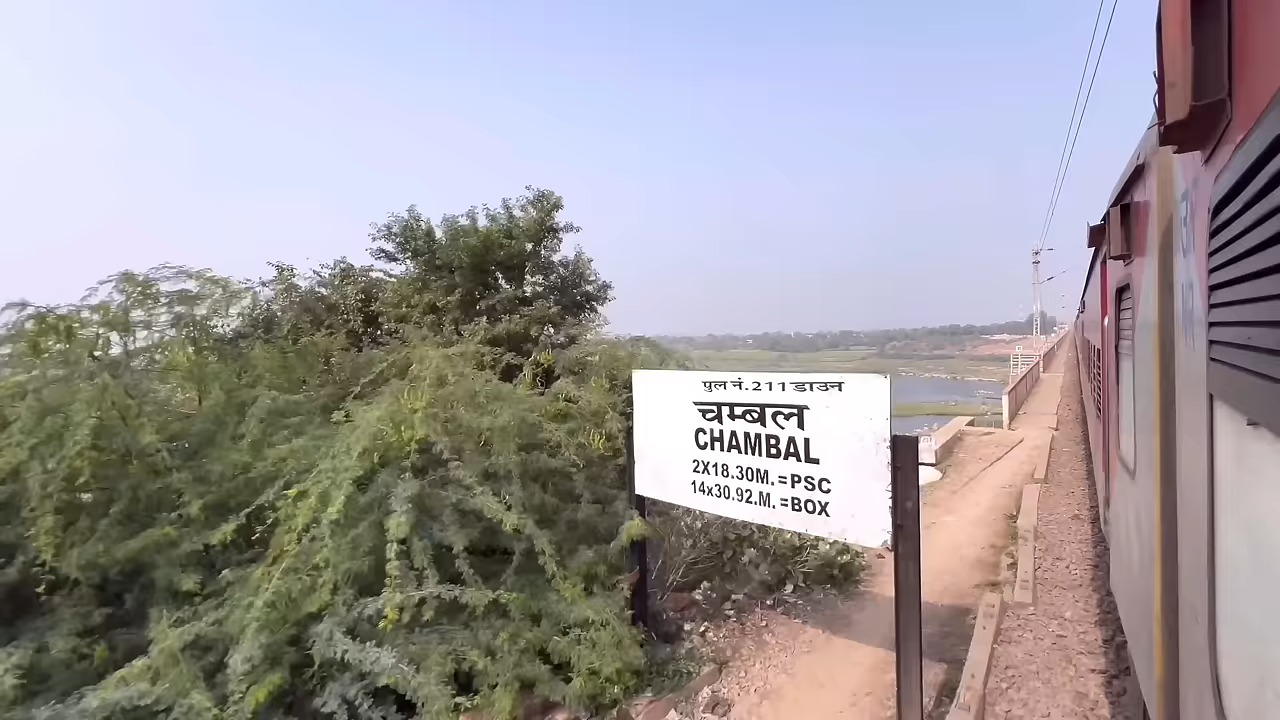 पुल नं. 211 डाउन
चम्बल
CHAMBAL
2X18.30M.=PSC
14x30.92.M.=BOX